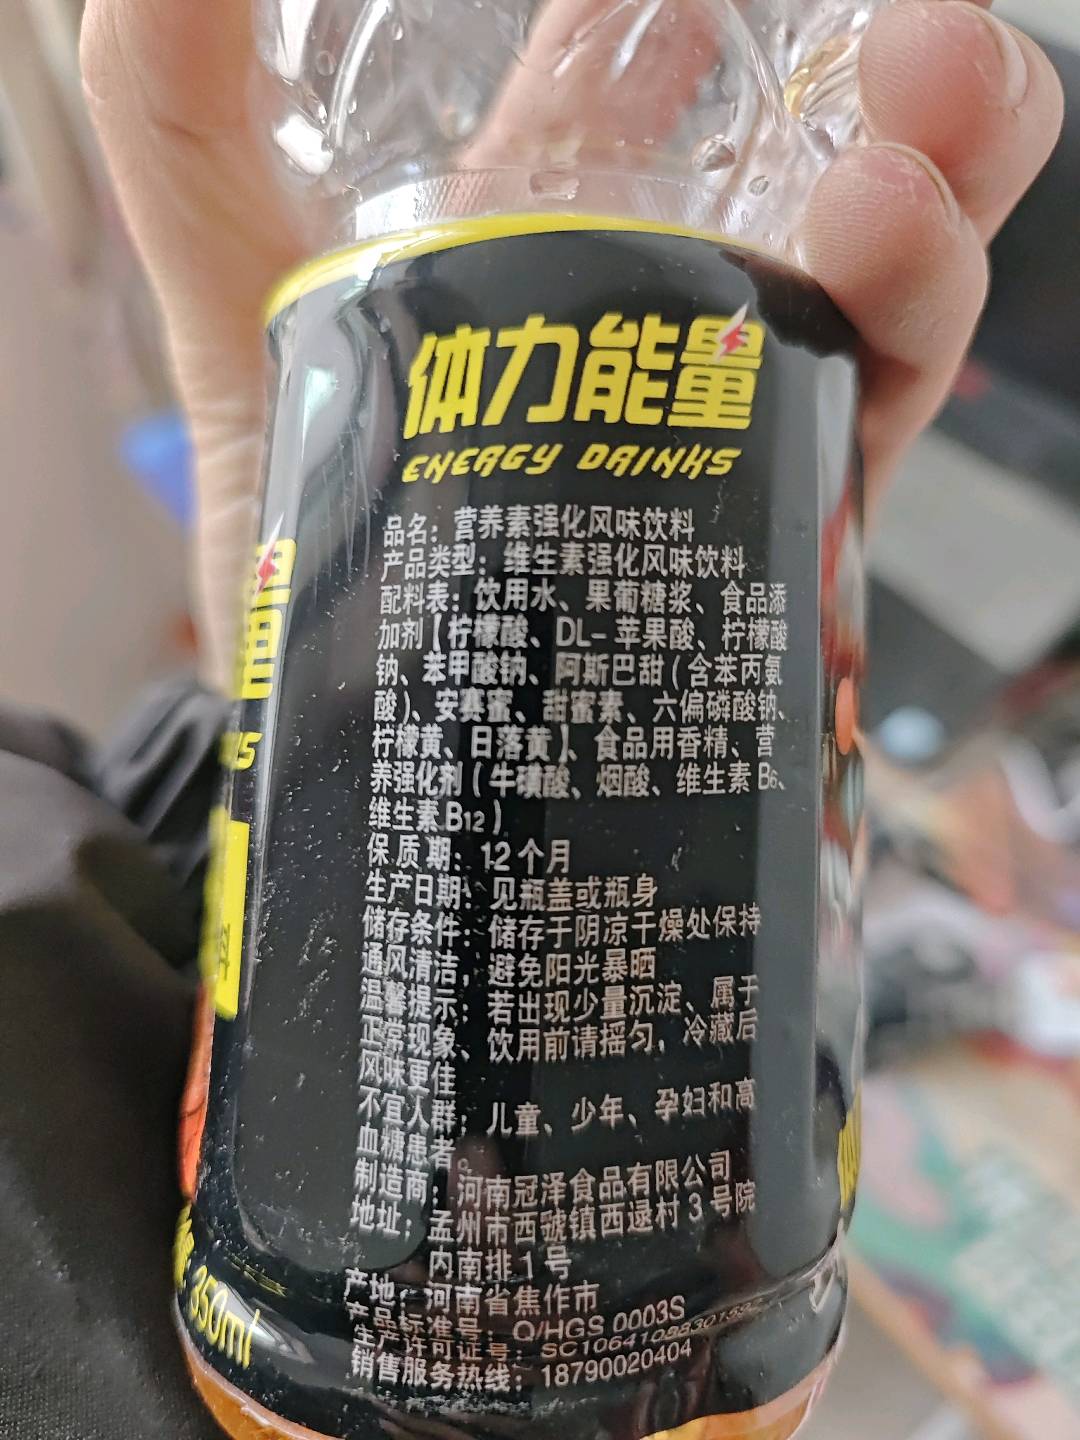 体力能量
ENERGY DRINKS
品名：营养素强化风味饮料
产品类型：维生素强化风味饮料
配料表：饮用水、果葡糖浆、食品添
加剂【柠檬酸、DL-苹果酸、柠檬酸
钠、苯甲酸钠、阿斯巴甜(含苯丙氨
酸)、安赛蜜、甜蜜素、六偏磷酸钠、
柠檬黄、日落黄】、食品用香精、营
养强化剂(牛磺酸、烟酸、维生素B6、
维生素B12)
保质期：12个月
生产日期：见瓶盖或瓶身
储存条件：储存于阴凉干燥处保持
通风清洁，避免阳光暴晒
温馨提示：若出现少量沉淀、属于
正常现象、饮用前请摇匀，冷藏后
风味更佳
不宜人群：儿童、少年、孕妇和高
血糖患者。
制造商：河南冠泽食品有限公司
地址：孟州市西虢镇西逯村3号院
内南排1号
产地：河南省焦作市
产品标准号：Q/HGS 0003S
生产许可证号：
销售服务热线：18790020404
量
350ml